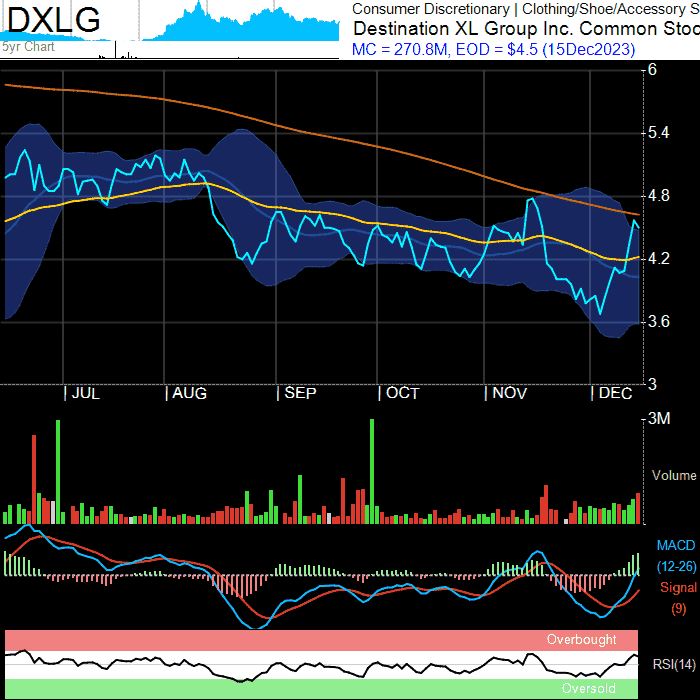 DXLG
5yr Chart
Consumer Discretionary | Clothing/Shoe/Accessory S
Destination XL Group Inc. Common Stoc
MC = 270.8M, EOD = $4.5 (15Dec2023)
6
5.4
4.8
4.2
3.6
3
| JUL | AUG | SEP | OCT | NOV | DEC
3M
Volume
MACD
(12-26)
Signal
(9)
Overbought
RSI(14)
Oversold